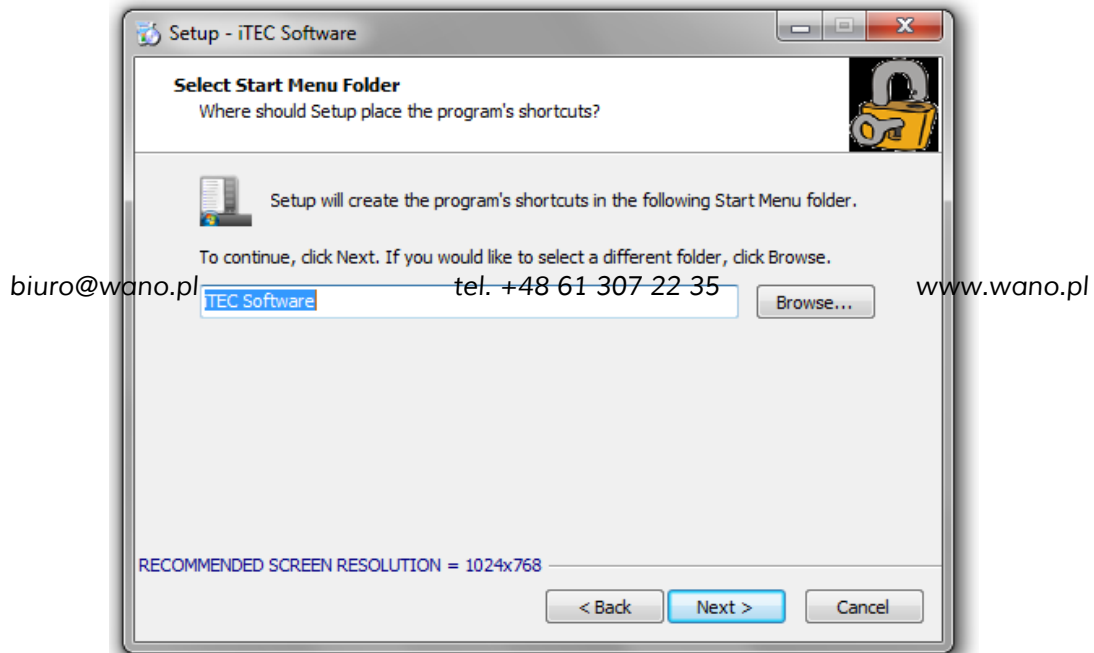 Setup - iTEC Software
Select Start Menu Folder
Where should Setup place the program's shortcuts?
Setup will create the program's shortcuts in the following Start Menu folder.
To continue, click Next. If you would like to select a different folder, click Browse.
biuro@wano.pl tel. +48 61 307 22 35 www.wano.pl
iTEC Software Browse...
RECOMMENDED SCREEN RESOLUTION = 1024x768
< Back Next > Cancel